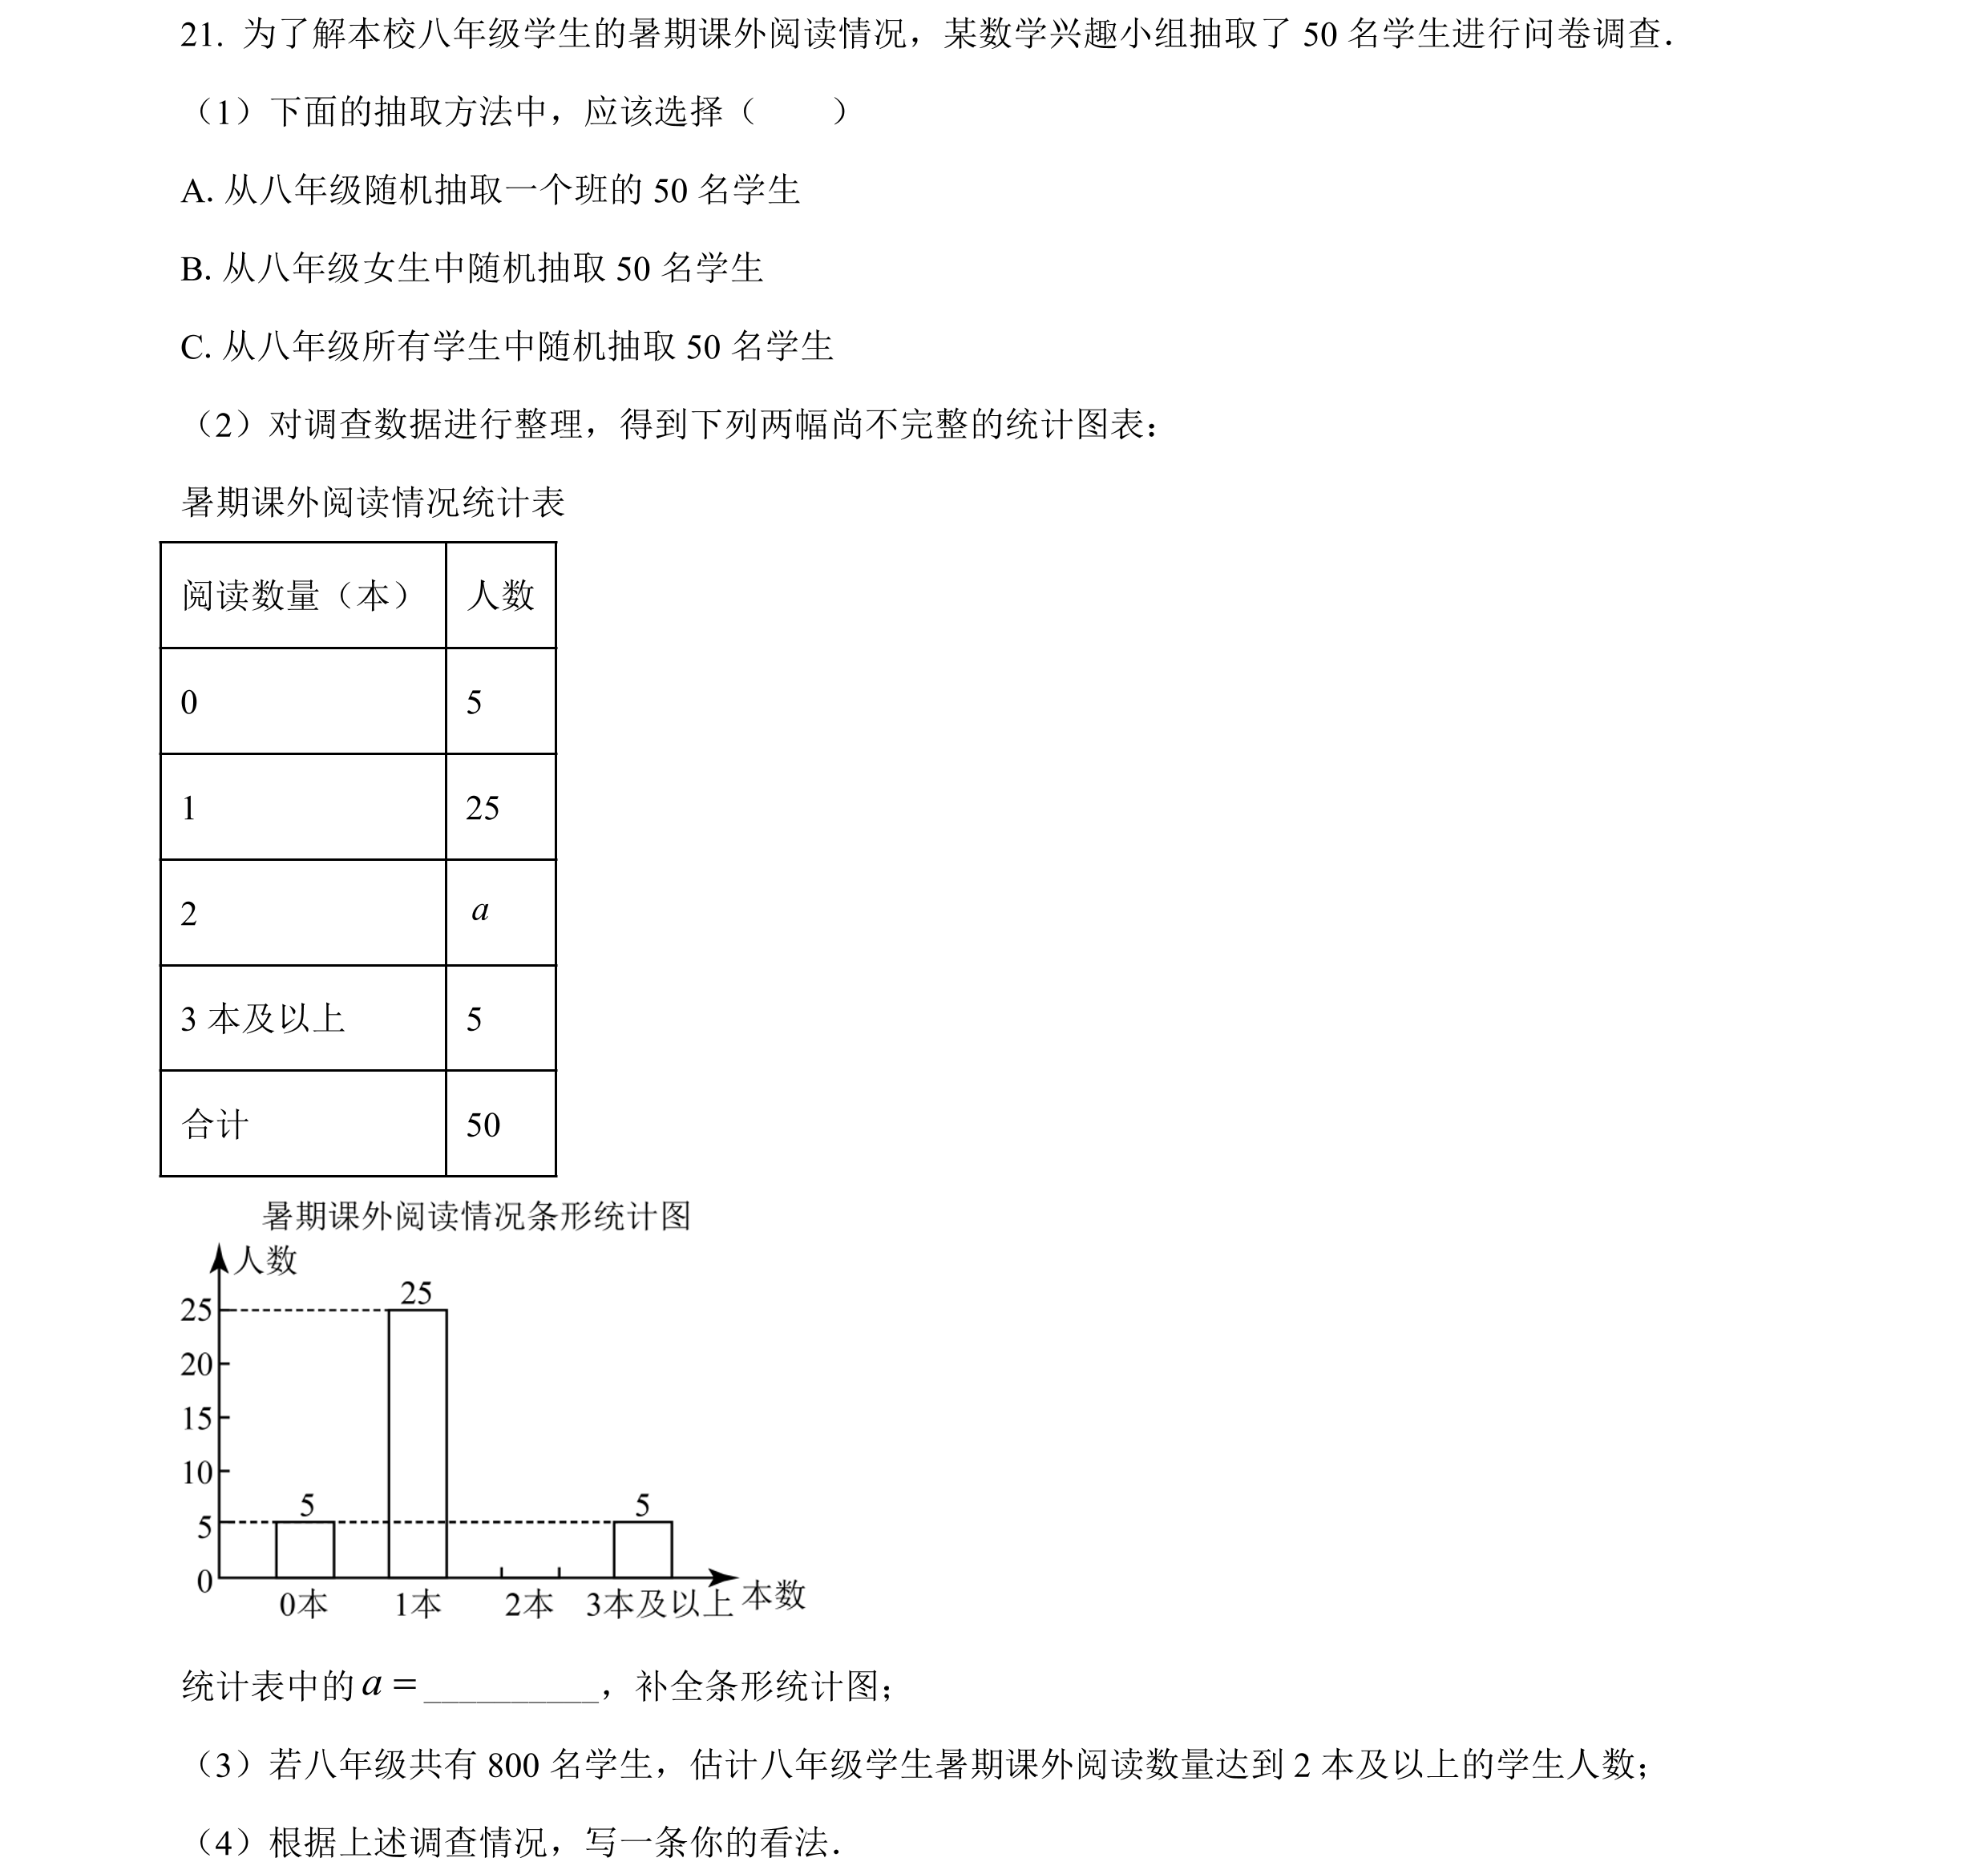 21. 为了解本校八年级学生的暑期课外阅读情况，某数学兴趣小组抽取了 50 名学生进行问卷调查．
（1）下面的抽取方法中，应该选择（　　）
A. 从八年级随机抽取一个班的 50 名学生
B. 从八年级女生中随机抽取 50 名学生
C. 从八年级所有学生中随机抽取 50 名学生
（2）对调查数据进行整理，得到下列两幅尚不完整的统计图表：
暑期课外阅读情况统计表
阅读数量（本） 人数
0 5
1 25
2 a
3 本及以上 5
合计 50
暑期课外阅读情况条形统计图
人数
25
25
20
15
10
5 5
5
0
0本 1本 2本 3本及以上 本数
统计表中的 a = __________，补全条形统计图；
（3）若八年级共有 800 名学生，估计八年级学生暑期课外阅读数量达到 2 本及以上的学生人数；
（4）根据上述调查情况，写一条你的看法．